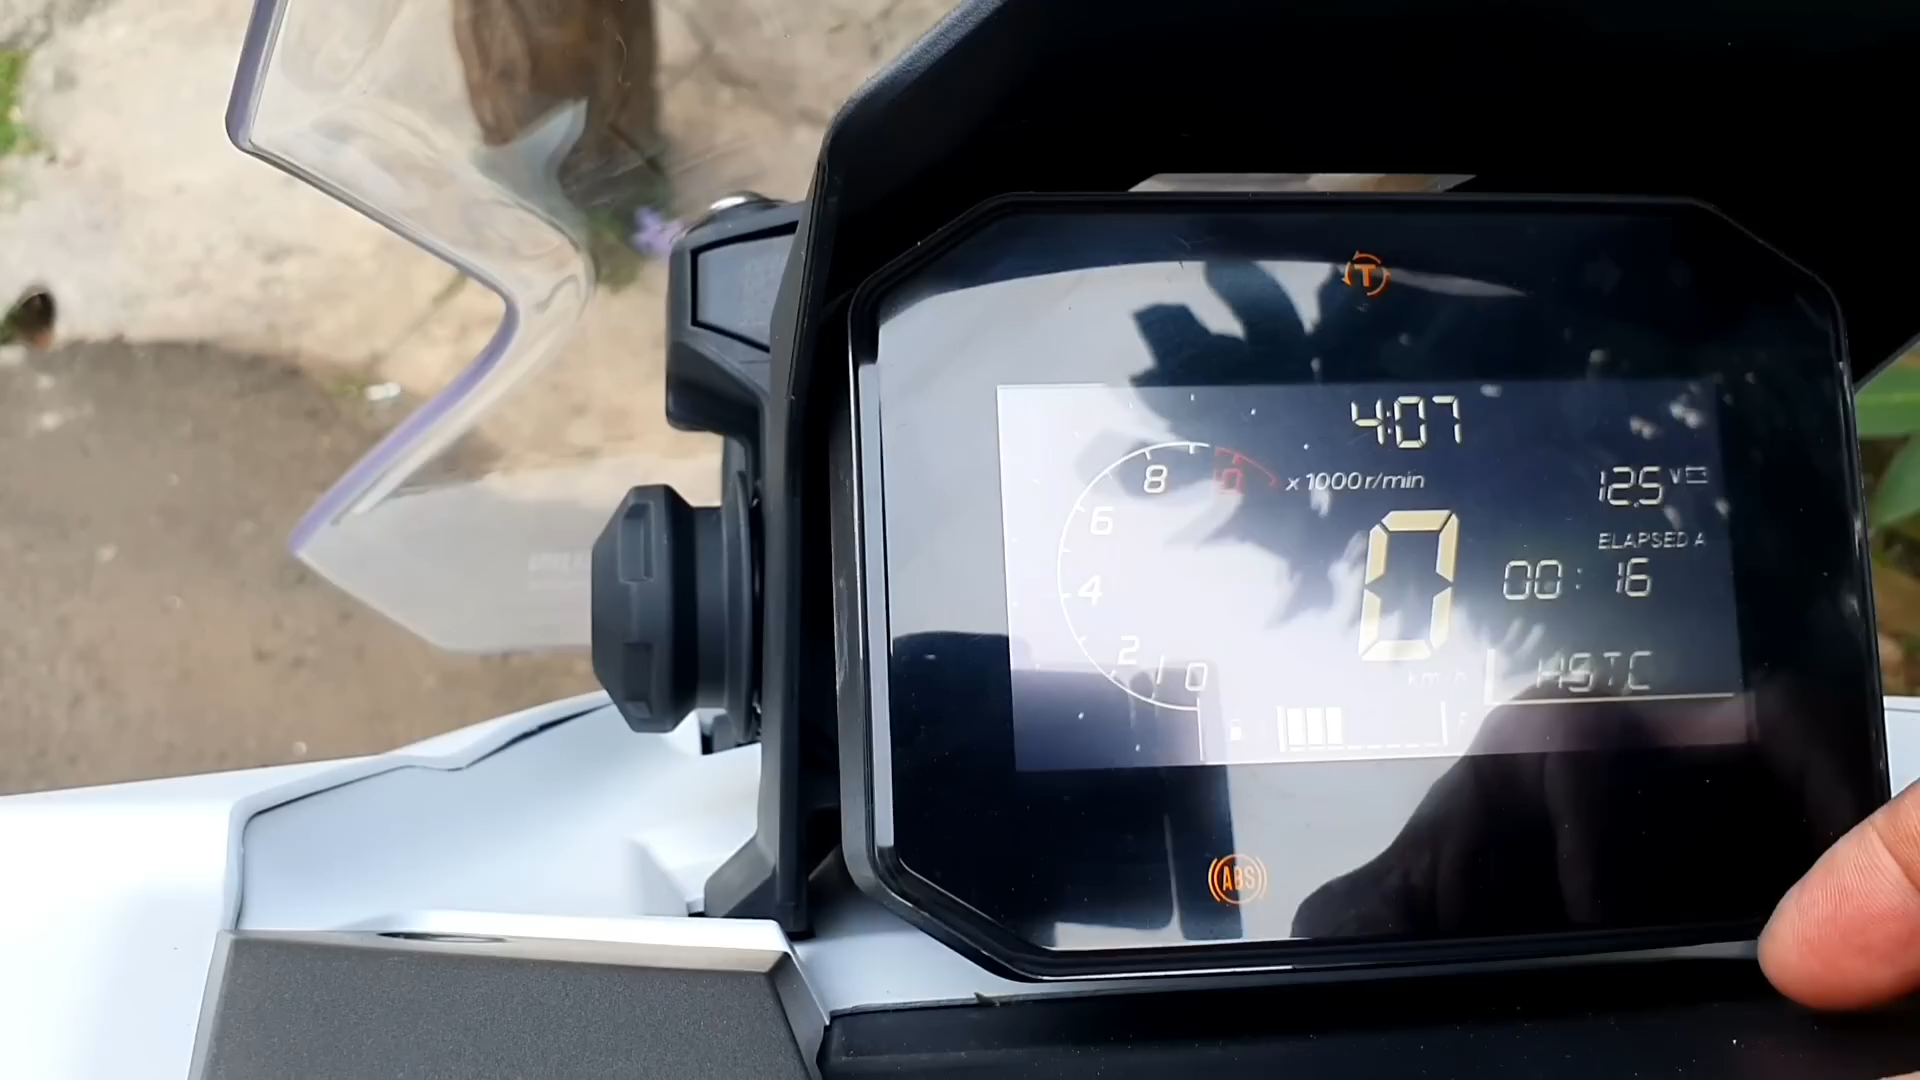 T
4:07
8
x1000r/min
12.5 V
6
ELAPSED A
0
00:16
4
2
0
km/h
HSTC
F
ABS